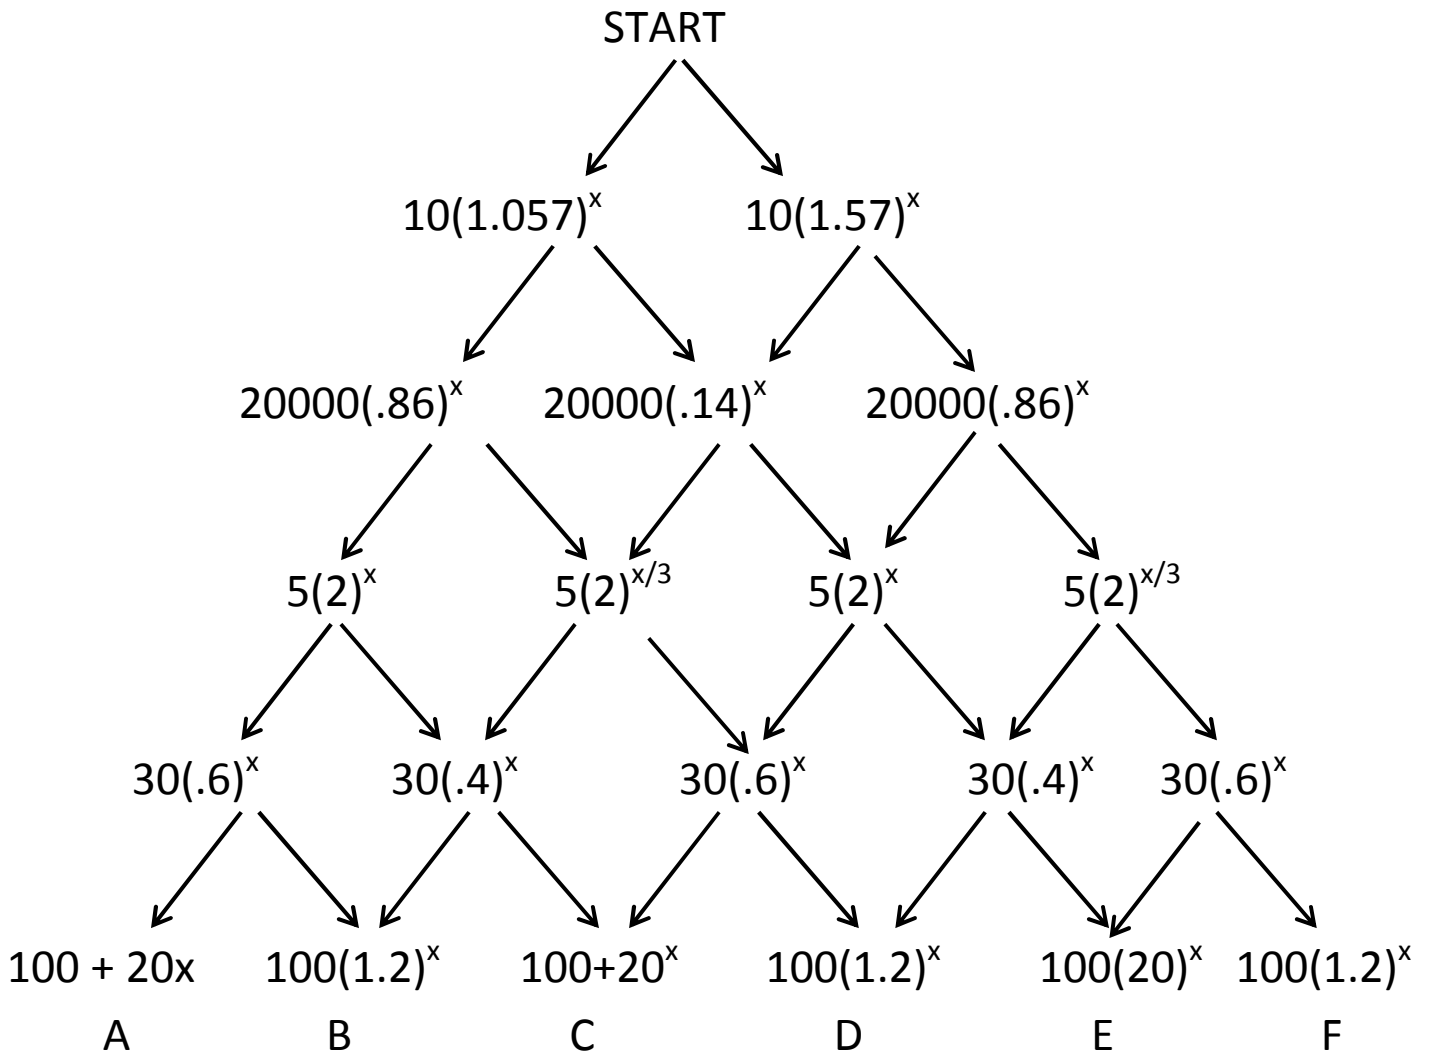 START
10(1.057)^x 10(1.57)^x
20000(.86)^x 20000(.14)^x 20000(.86)^x
5(2)^x 5(2)^x/3 5(2)^x 5(2)^x/3
30(.6)^x 30(.4)^x 30(.6)^x 30(.4)^x 30(.6)^x
100 + 20x 100(1.2)^x 100+20^x 100(1.2)^x 100(20)^x 100(1.2)^x
A B C D E F